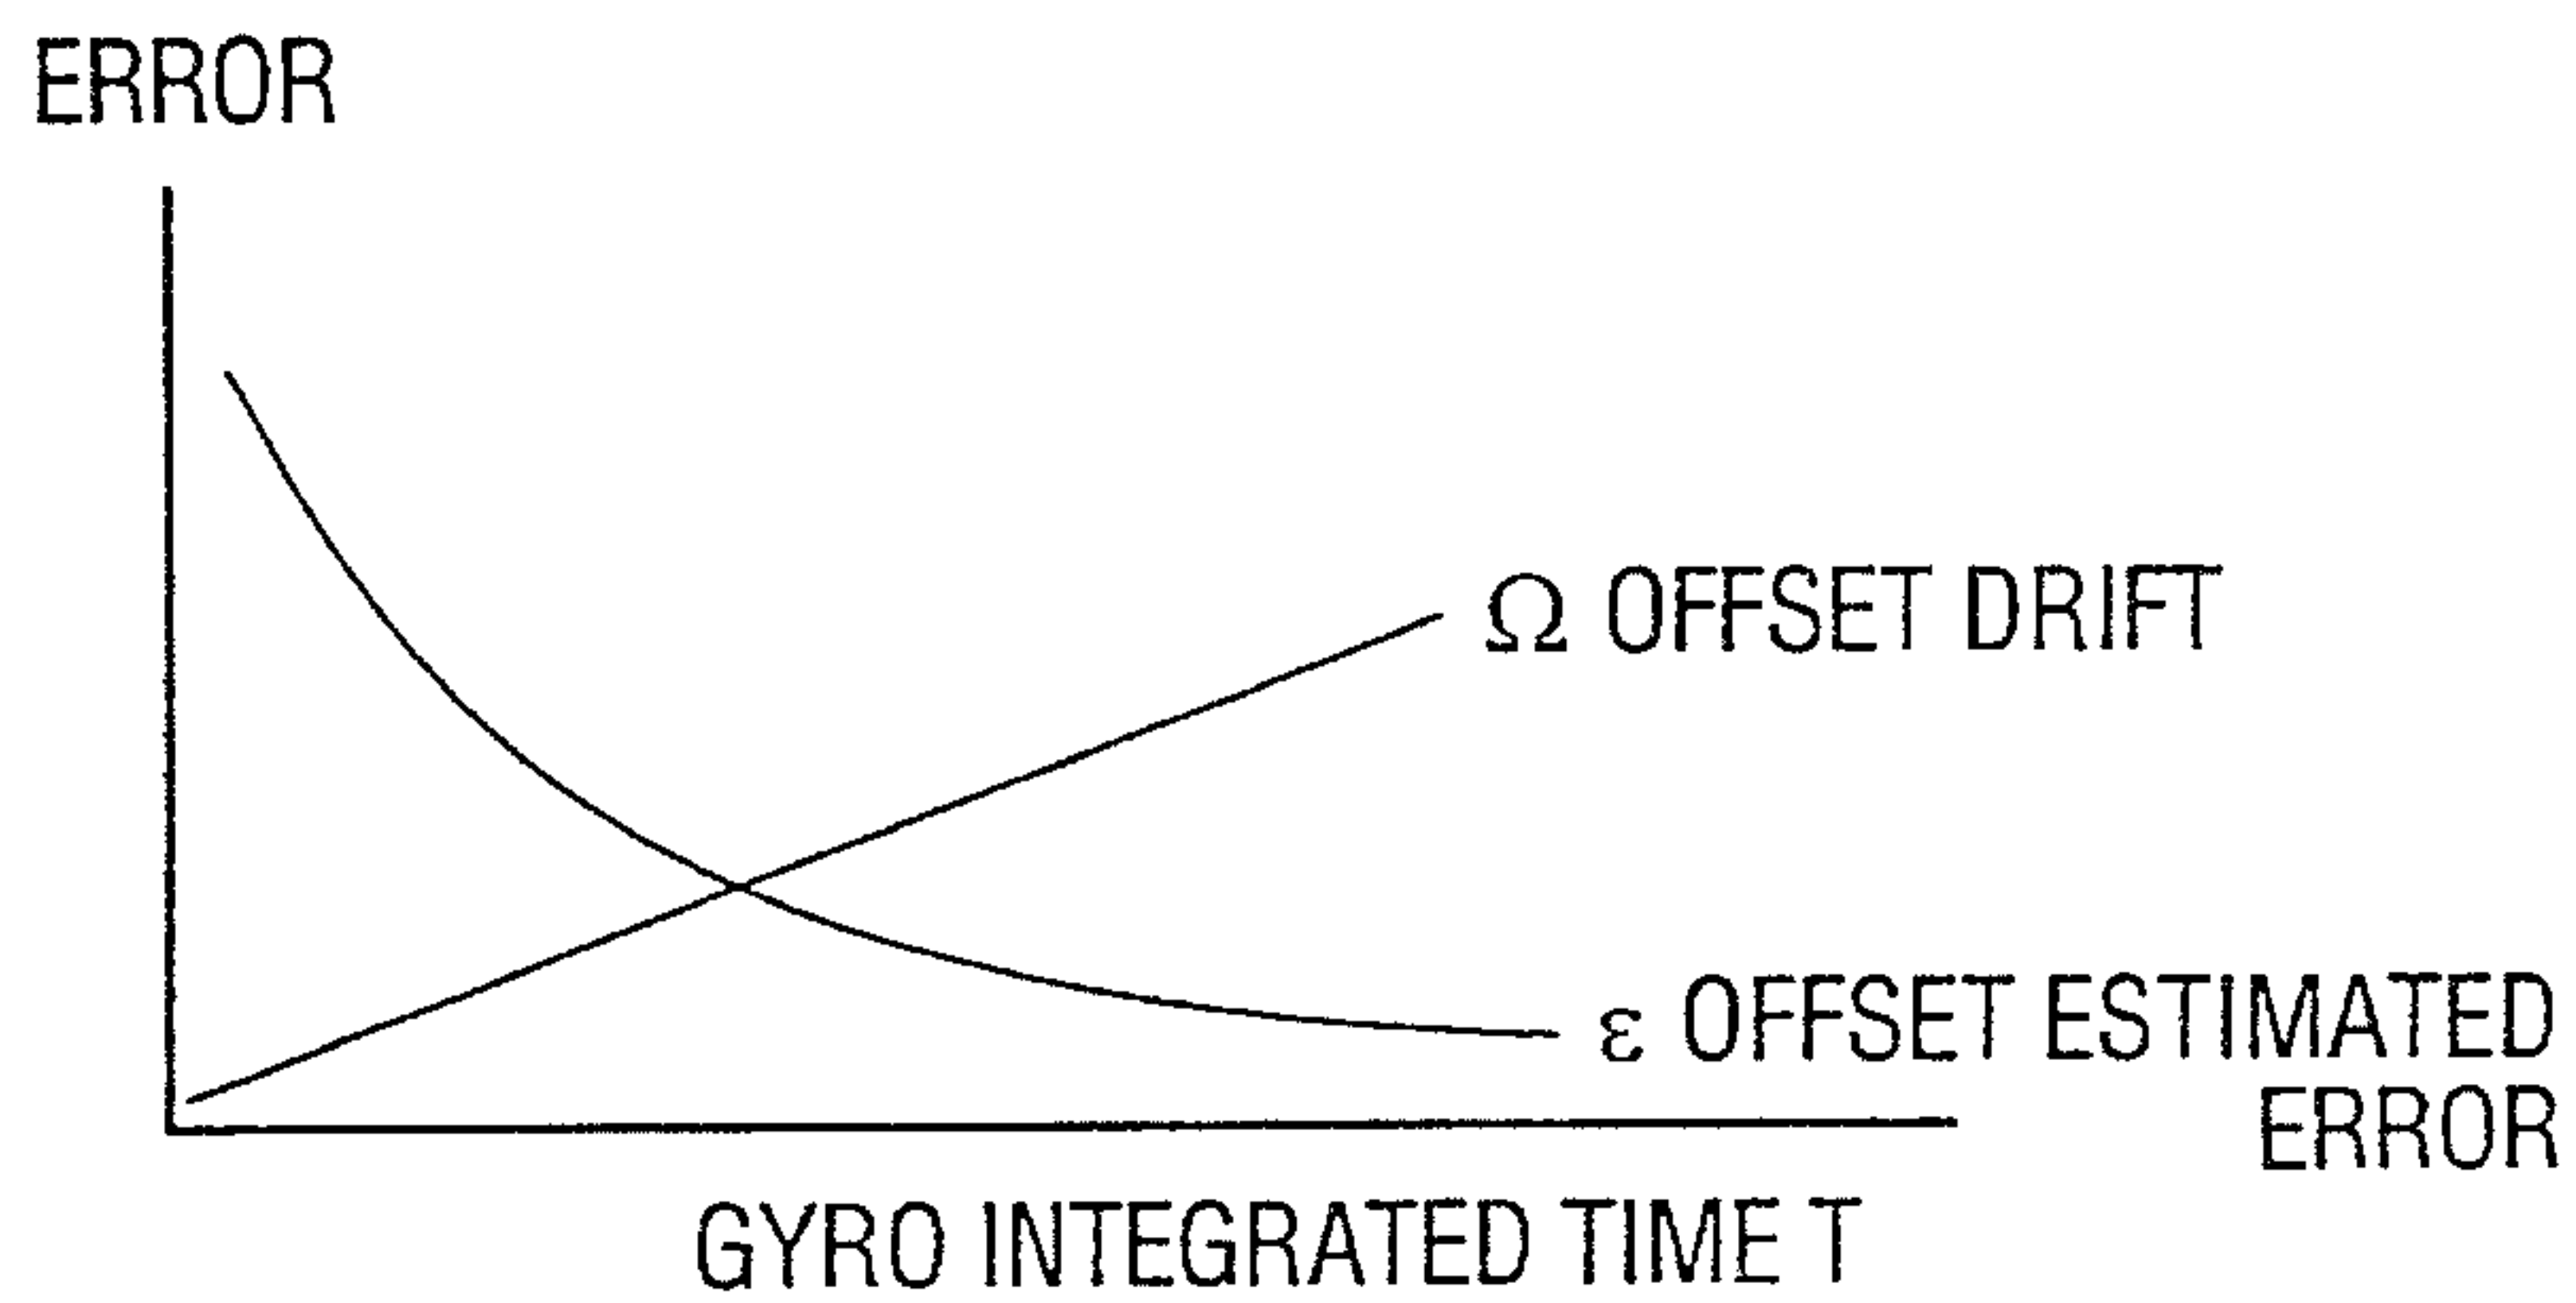 ERROR
Ω OFFSET DRIFT
ε OFFSET ESTIMATED
ERROR
GYRO INTEGRATED TIME T